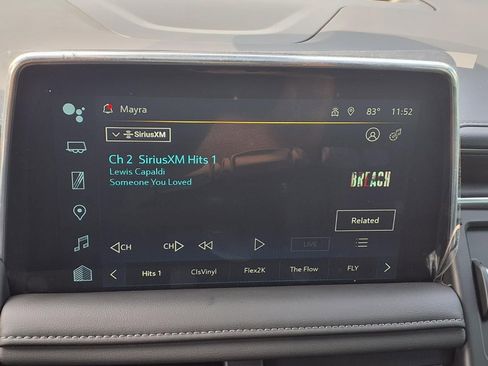 Mayra 83° 11:52
SiriusXM
Ch 2 SiriusXM Hits 1
Lewis Capaldi
Someone You Loved
BREACH
Related
CH CH LIVE
Hits 1 ClsVinyl Flex2K The Flow FLY